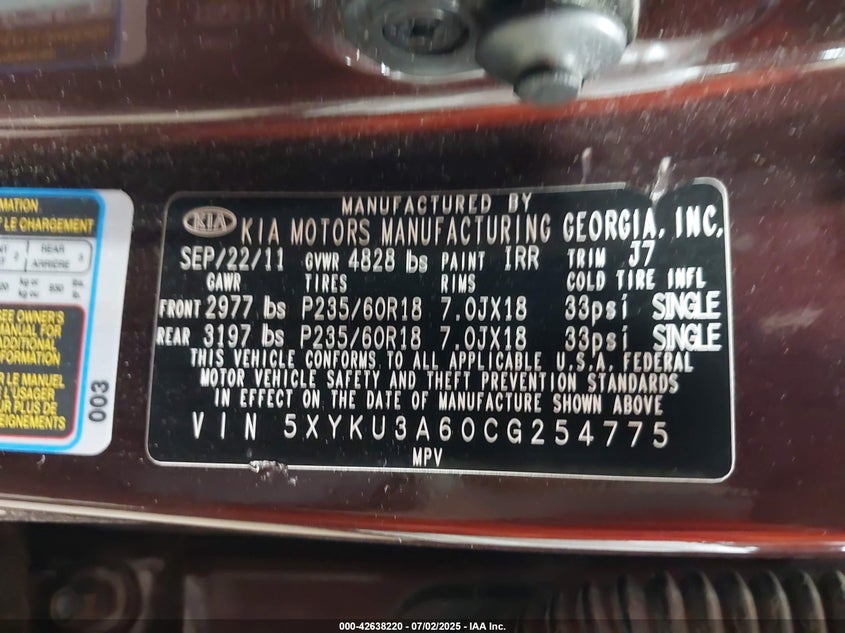 MANUFACTURED BY
KIA KIA MOTORS MANUFACTURING GEORGIA, INC.
SEP/22/11 GVWR 4828 lbs PAINT IRR TRIM J7
GAWR TIRES RIMS COLD TIRE INFL
FRONT 2977 lbs P235/60R18 7.0JX18 33psi SINGLE
REAR 3197 lbs P235/60R18 7.0JX18 33psi SINGLE
THIS VEHICLE CONFORMS TO ALL APPLICABLE U.S.A. FEDERAL
MOTOR VEHICLE SAFETY AND THEFT PREVENTION STANDARDS
IN EFFECT ON THE DATE OF MANUFACTURE SHOWN ABOVE
VIN 5XYKU3A60CG254775
MPV
LE CHARGEMENT
REAR
ARRIÈRE
SEE OWNER'S
MANUAL FOR
ADDITIONAL
INFORMATION
LE MANUEL
L'USAGER
PLUS DE
003
000-42638220 - 07/02/2025 - IAA Inc.